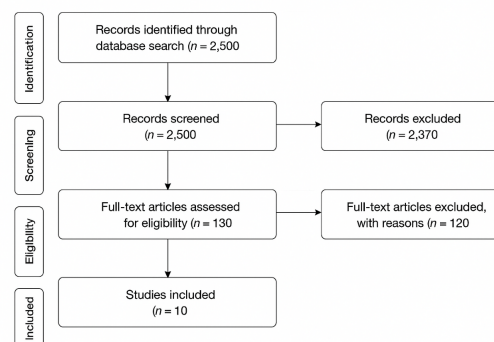 Identification
Records identified through
database search (n = 2,500
Screening
Records screened
(n = 2,500
Records excluded
(n = 2,370
Eligibility
Full-text articles assessed
for eligibility (n = 130
Full-text articles excluded,
with reasons (n = 120
Included
Studies included
(n = 10